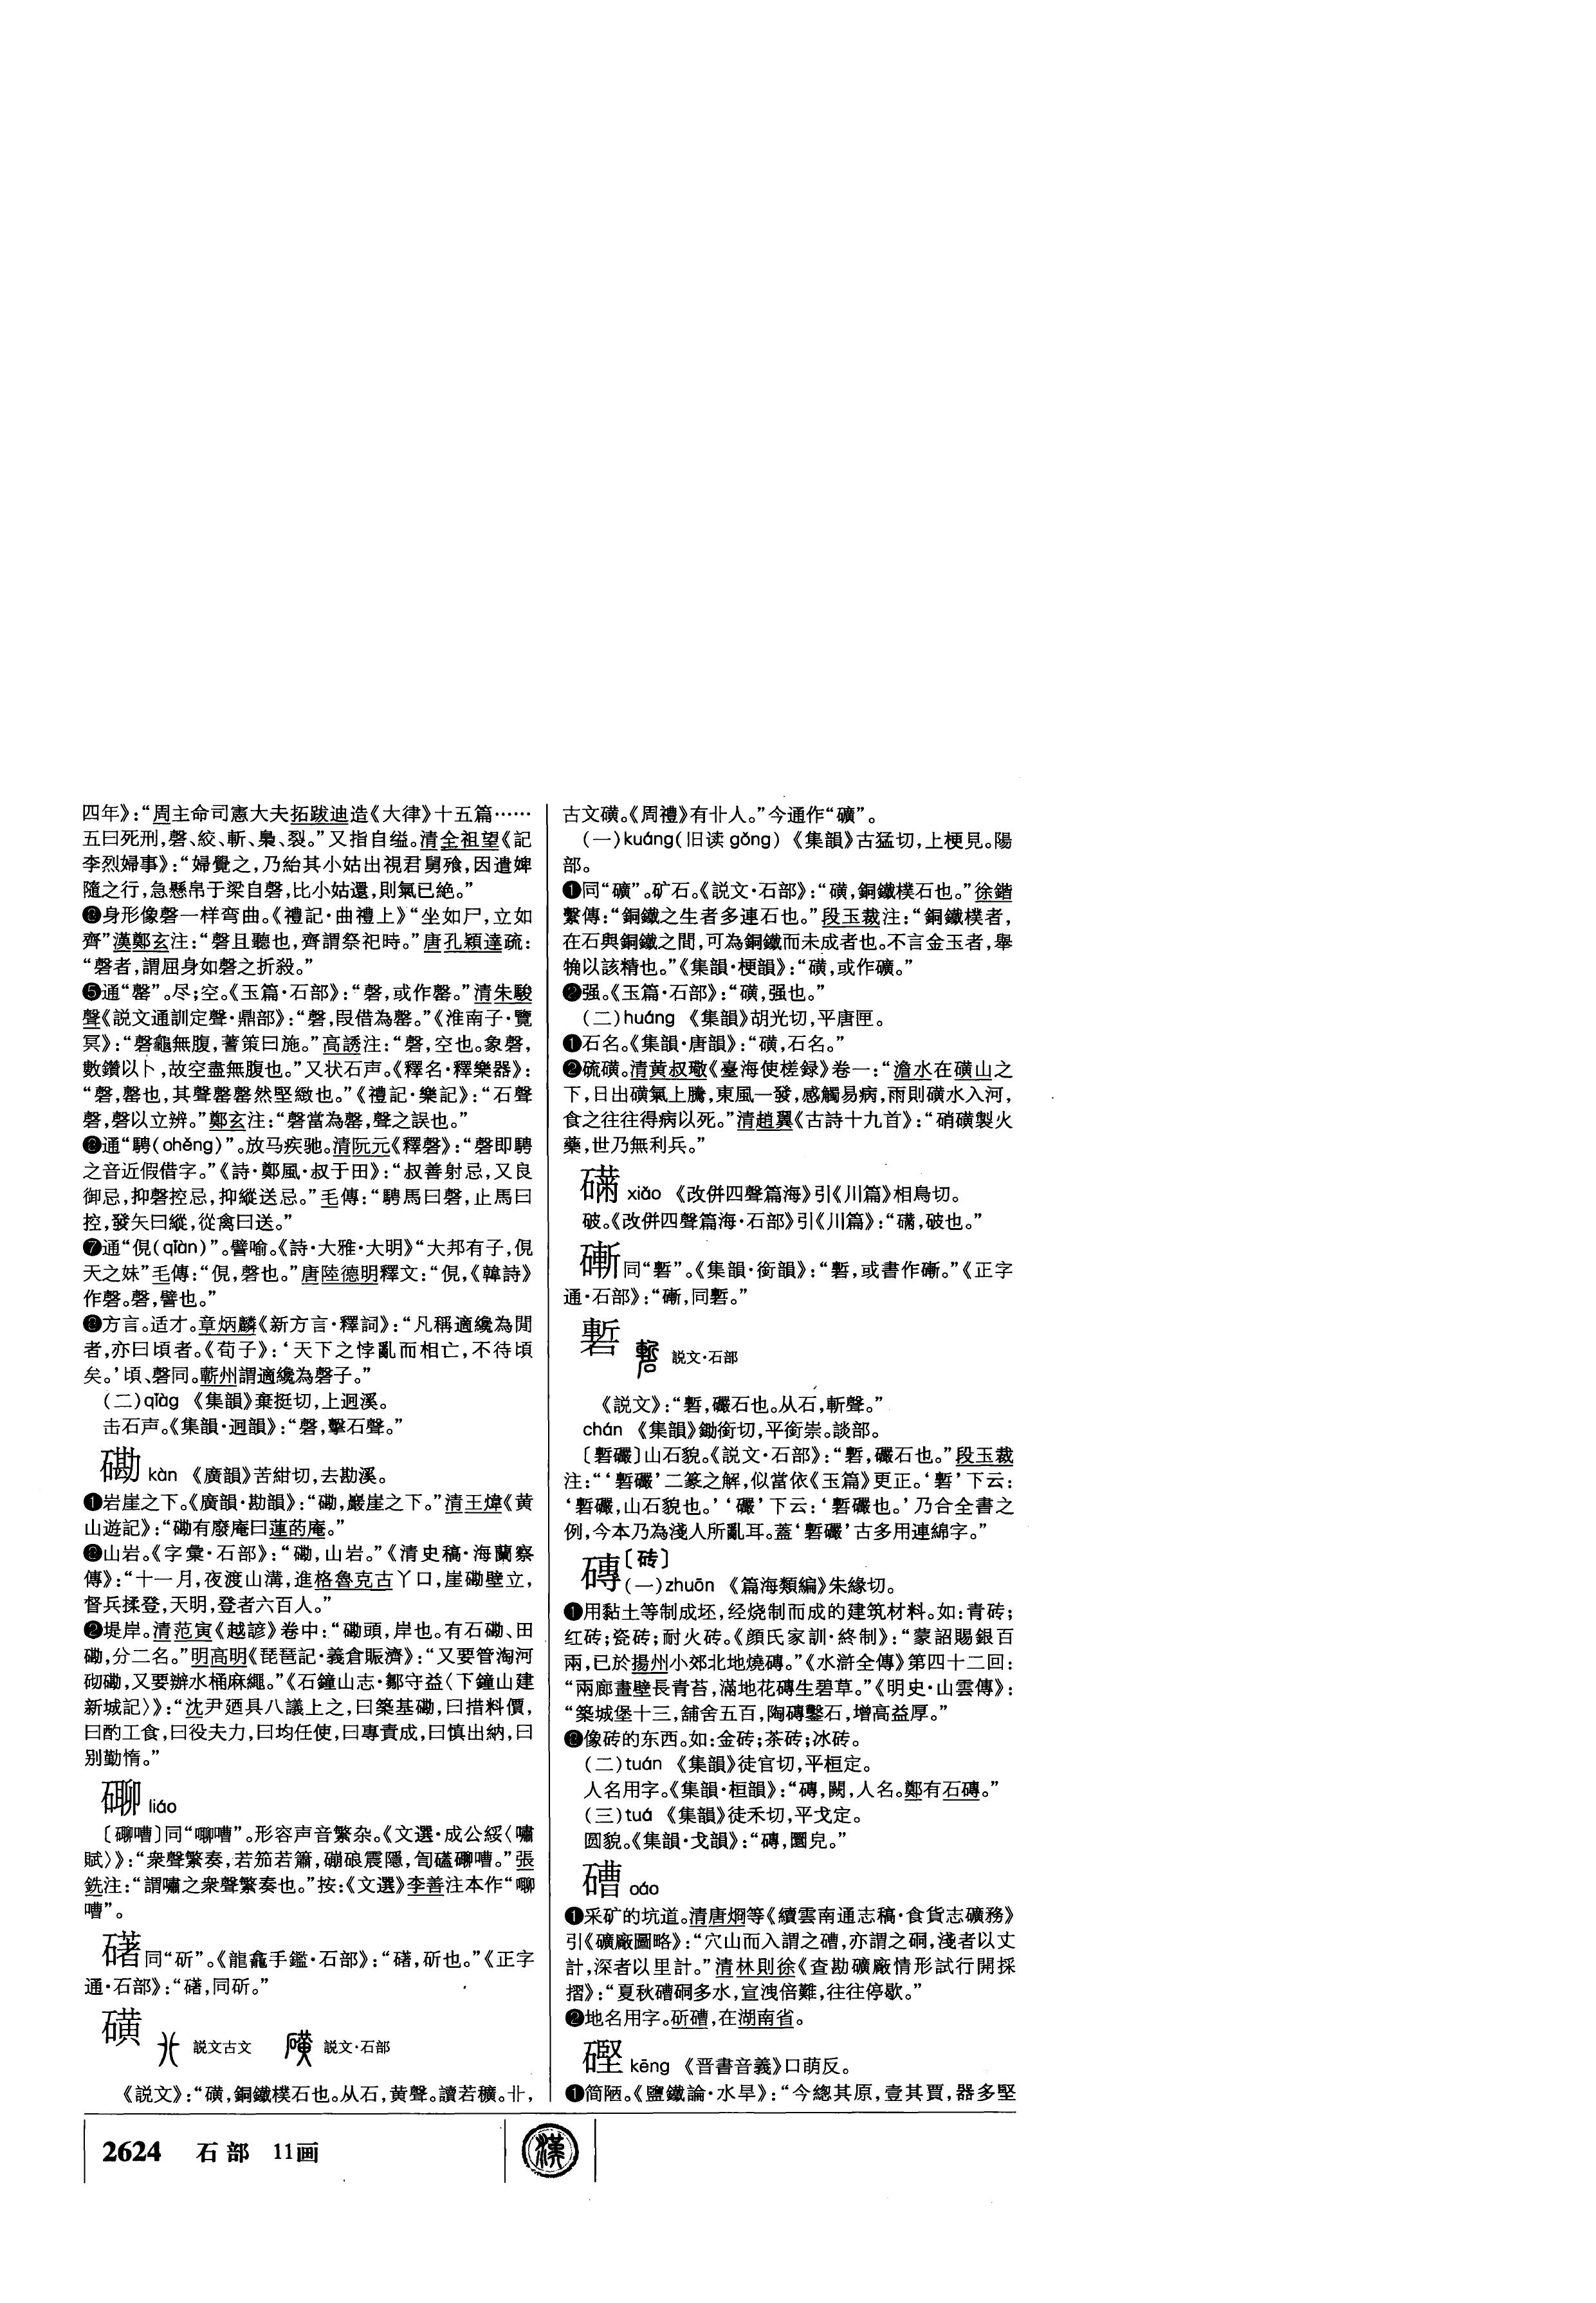 四年》：“周主命司憲大夫拓跋迪造《大律》十五篇……
五曰死刑，磬、絞、斬、梟、裂。”又指自缢。清全祖望《記
李烈婦事》：“婦覺之，乃紿其小姑出視君舅飱，因遣婢
隨之行，急懸帛于梁自磬，比小姑還，則氣已絶。”
身形像磬一样弯曲。《禮記·曲禮上》“坐如尸，立如
齊”漢鄭玄注：“磬且聽也，齊謂祭祀時。”唐孔穎達疏：
“磬者，謂屈身如磬之折殺。”
❺通“罄”。尽；空。《玉篇·石部》：“磬，或作罄。”清朱駿
聲《説文通訓定聲·鼎部》：“磬，叚借為罄。”《淮南子·覽
冥》：“磬龜無腹，蓍策曰施。”高誘注：“磬，空也。象磬，
數鑽以卜，故空盡無腹也。”又状石声。《釋名·釋樂器》：
“磬，罄也，其聲罄罄然堅緻也。”《禮記·樂記》：“石聲
磬，磬以立辨。”鄭玄注：“磬當為罄，聲之誤也。”
通“騁（ohěng）”。放马疾驰。清阮元《釋磬》：“磬即騁
之音近假借字。”《詩·鄭風·叔于田》：“叔善射忌，又良
御忌，抑磬控忌，抑縱送忌。”毛傳：“騁馬曰磬，止馬曰
控，發矢曰縱，從禽曰送。”
❼通“俔（qīàn）”。譬喻。《詩·大雅·大明》“大邦有子，俔
天之妹”毛傳：“俔，磬也。”唐陸德明釋文：“俔，《韓詩》
作磬。磬，譬也。”
方言。适才。章炳麟《新方言·釋詞》：“凡稱適纔為閒
者，亦曰頃者。《荀子》：‘天下之悖亂而相亡，不待頃
矣。’頃、磬同。蘄州謂適纔為磬子。”
（二）qīàg 《集韻》棄挺切，上迥溪。
击石声。《集韻·迥韻》：“磬，擊石聲。”
磡 kàn 《廣韻》苦紺切，去勘溪。
❶岩崖之下。《廣韻·勘韻》：“磡，巖崖之下。”清王煒《黄
山遊記》：“磡有廢庵曰蓮菂庵。”
山岩。《字彙·石部》：“磡，山岩。”《清史稿·海蘭察
傳》：“十一月，夜渡山溝，進格魯克古丫口，崖磡壁立，
督兵揉登，天明，登者六百人。”
❷堤岸。清范寅《越諺》卷中：“磡頭，岸也。有石磡、田
磡，分二名。”明高明《琵琶記·義倉賑濟》：“又要管淘河
砌磡，又要辦水桶麻繩。”《石鐘山志·鄒守益〈下鐘山建
新城記〉》：“沈尹廼具八議上之，曰築基磡，曰措料價，
曰酌工食，曰役夫力，曰均任使，曰專責成，曰慎出納，曰
别勤惰。”
磟 liáo
〔𥕂嘈〕同“嘐嘈”。形容声音繁杂。《文選·成公綏〈嘯
賦〉》：“衆聲繁奏，若笳若簫，磞硠震隱，訇磕嘈。”張
銑注：“謂嘯之衆聲繁奏也。”按：《文選》李善注本作“嘐
嘈”。
䃴同“斫”。《龍龕手鑑·石部》：“䃴，斫也。”《正字
通·石部》：“䃴，同斫。”
磺 説文古文 説文·石部
《説文》：“磺，銅鐵樸石也。从石，黄聲。讀若穬。卝，
古文磺。《周禮》有卝人。”今通作“礦”。
（一）kuáng（旧读gǒng） 《集韻》古猛切，上梗見。陽
部。
❶同“礦”。矿石。《説文·石部》：“磺，銅鐵樸石也。”徐鍇
繫傳：“銅鐵之生者多連石也。”段玉裁注：“銅鐵樸者，
在石與銅鐵之間，可為銅鐵而未成者也。不言金玉者，舉
觕以該精也。”《集韻·梗韻》：“磺，或作礦。”
❷强。《玉篇·石部》：“磺，强也。”
（二）huáng 《集韻》胡光切，平唐匣。
❶石名。《集韻·唐韻》：“磺，石名。”
❷硫磺。清黄叔璥《臺海使槎録》卷一：“澹水在磺山之
下，日出磺氣上騰，東風一發，感觸易病，雨則磺水入河，
食之往往得病以死。”清趙翼《古詩十九首》：“硝磺製火
藥，世乃無利兵。”
xiǎo 《改併四聲篇海》引《川篇》相鳥切。
破。《改併四聲篇海·石部》引《川篇》：“，破也。”
磛同“䃘”。《集韻·銜韻》：“䃘，或書作磛。”《正字
通·石部》：“磛，同䃘。”
䃘 説文·石部
《説文》：“䃘，礹石也。从石，斬聲。”
chán 《集韻》鋤銜切，平銜崇。談部。
〔䃘礹〕山石貌。《説文·石部》：“䃘，礹石也。”段玉裁
注：“‘䃘礹’二篆之解，似當依《玉篇》更正。‘䃘’下云：
‘䃘礹，山石貌也。’‘礹’下云：‘䃘礹也。’乃合全書之
例，今本乃為淺人所亂耳。蓋‘䃘礹’古多用連綿字。”
磚〔砖〕
（一）zhuōn 《篇海類編》朱緣切。
❶用黏土等制成坯，经烧制而成的建筑材料。如：青砖；
红砖；瓷砖；耐火砖。《顔氏家訓·終制》：“蒙詔賜銀百
兩，已於揚州小郊北地燒磚。”《水滸全傳》第四十二回：
“兩廊畫壁長青苔，滿地花磚生碧草。”《明史·山雲傳》：
“築城堡十三，舖舍五百，陶磚鑿石，增高益厚。”
像砖的东西。如：金砖；茶砖；冰砖。
（二）tuán 《集韻》徒官切，平桓定。
人名用字。《集韻·桓韻》：“磚，闕，人名。鄭有石磚。”
（三）tuá 《集韻》徒禾切，平戈定。
圆貌。《集韻·戈韻》：“磚，圜皃。”
磄 oáo
❶采矿的坑道。清唐炯等《續雲南通志稿·食貨志礦務》
引《礦廠圖略》：“穴山而入謂之䃎，亦謂之硐，淺者以丈
計，深者以里計。”清林則徐《查勘礦廠情形試行開採
摺》：“夏秋䃎硐多水，宣洩倍難，往往停歇。”
❷地名用字。斫䃎，在湖南省。
硻 kēng 《晋書音義》口萌反。
❶简陋。《鹽鐵論·水旱》：“今總其原，壹其賈，器多堅
2624 石部 11画
漢